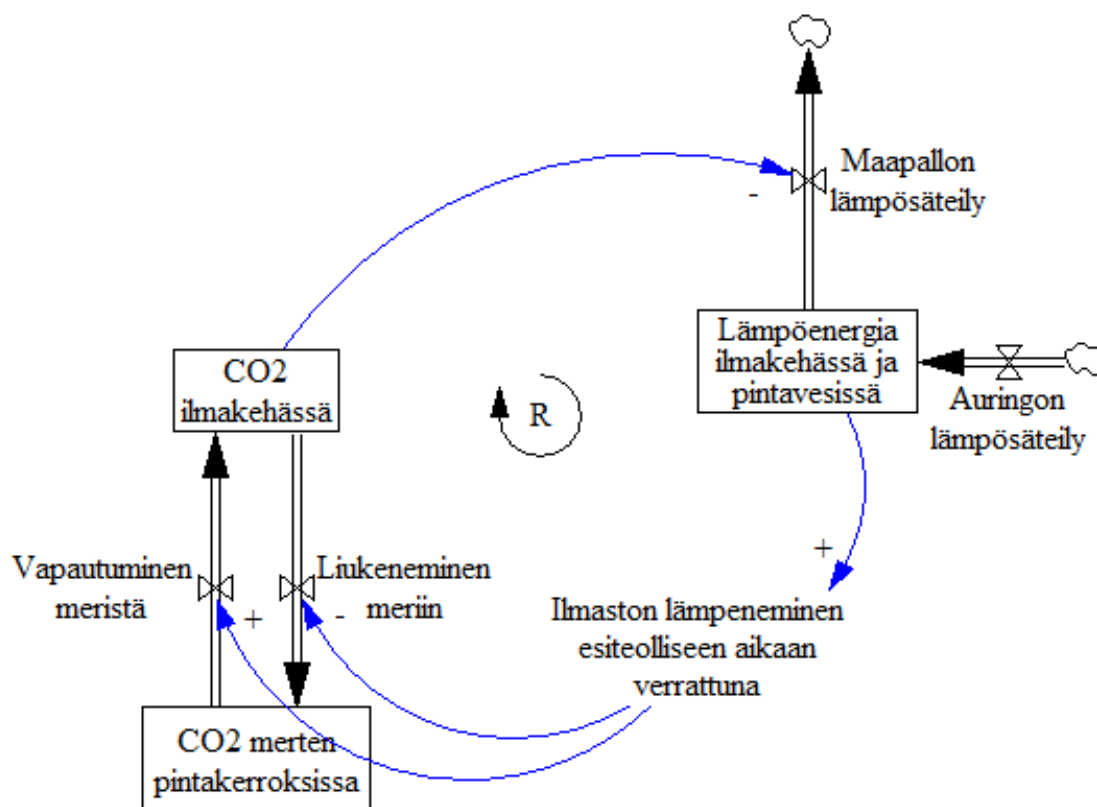 Maapallon
lämpösäteily
-
Lämpöenergia
ilmakehässä ja
pintavesissä
Auringon
lämpösäteily
CO2
ilmakehässä
R
+
Vapautuminen
meristä
+
Liukeneminen
meriin
-
Ilmaston lämpeneminen
esiteolliseen aikaan
verrattuna
CO2 merten
pintakerroksissa